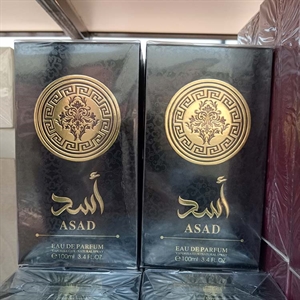 أسد
ASAD
EAU DE PARFUM
℮100ml 3.4 FL.OZ
أسد
ASAD
EAU DE PARFUM
℮100ml 3.4 FL.OZ